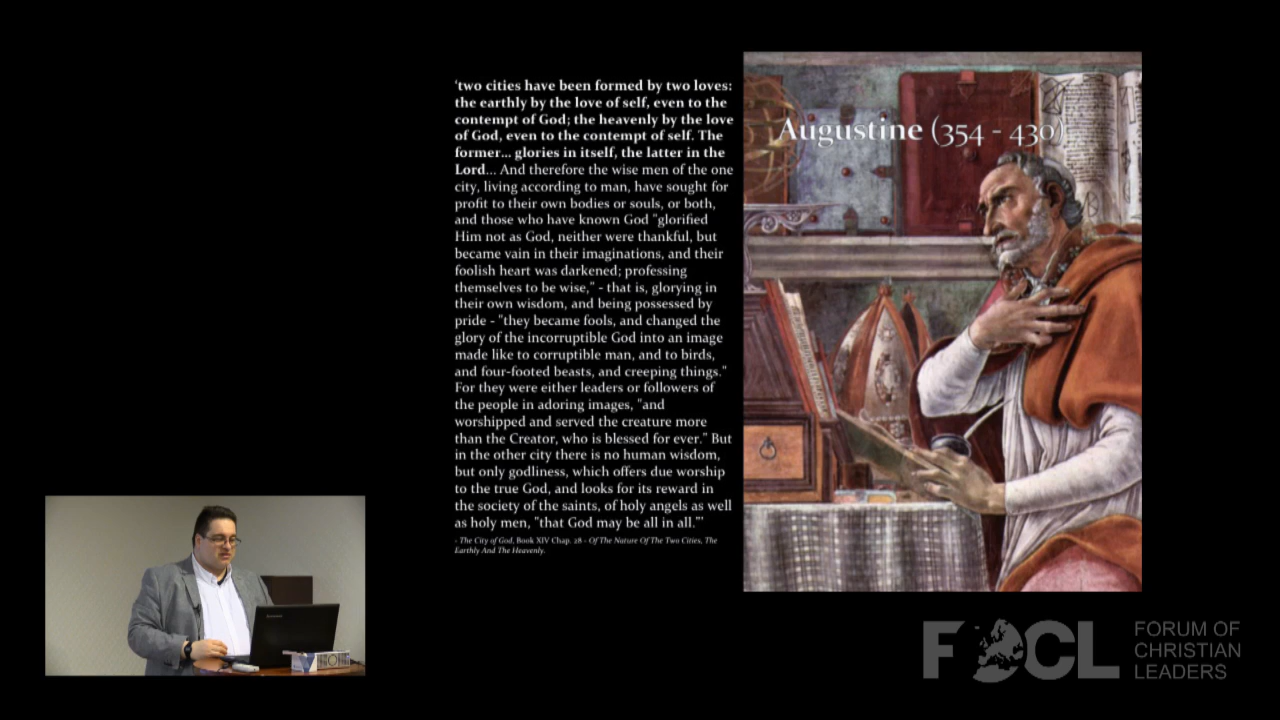 ‘two cities have been formed by two loves:
the earthly by the love of self, even to the
contempt of God; the heavenly by the love
of God, even to the contempt of self. The
former... glories in itself, the latter in the
Lord... And therefore the wise men of the one
city, living according to man, have sought for
profit to their own bodies or souls, or both,
and those who have known God "glorified
Him not as God, neither were thankful, but
became vain in their imaginations, and their
foolish heart was darkened; professing
themselves to be wise," - that is, glorying in
their own wisdom, and being possessed by
pride - "they became fools, and changed the
glory of the incorruptible God into an image
made like to corruptible man, and to birds,
and four-footed beasts, and creeping things."
For they were either leaders or followers of
the people in adoring images, "and
worshipped and served the creature more
than the Creator, who is blessed for ever." But
in the other city there is no human wisdom,
but only godliness, which offers due worship
to the true God, and looks for its reward in
the society of the saints, of holy angels as well
as holy men, "that God may be all in all."’
- The City of God, Book XIV Chap. 28 - Of The Nature Of The Two Cities, The
Earthly And The Heavenly.
Augustine (354 - 430)
FOCL
FORUM OF
CHRISTIAN
LEADERS